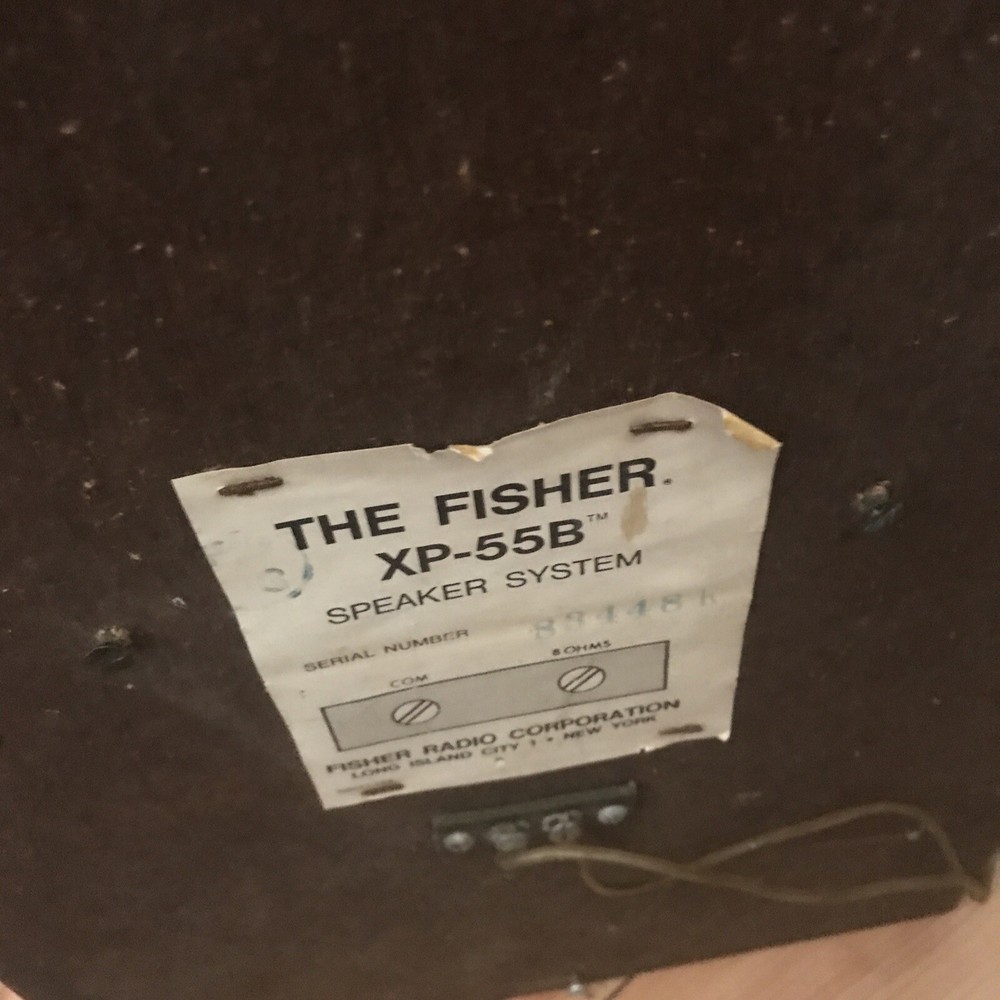 THE FISHER®
XP-55B™
SPEAKER SYSTEM
SERIAL NUMBER
COM 8 OHMS
FISHER RADIO CORPORATION
LONG ISLAND CITY 1 • NEW YORK